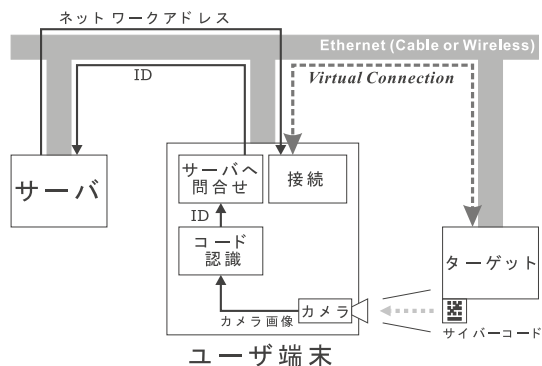 ネットワークアドレス
Ethernet (Cable or Wireless)
ID
Virtual Connection
サーバ
サーバへ
問合せ
接続
ID
コード
認識
ターゲット
カメラ画像
カメラ
サイバーコード
ユーザ端末